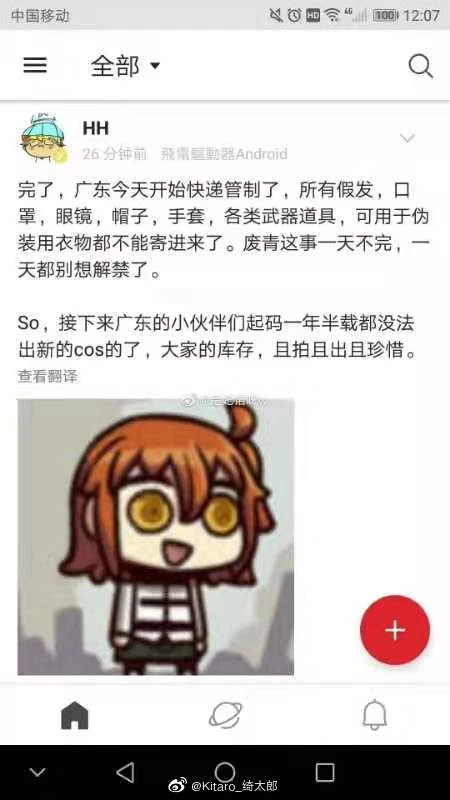 中国移动
HD
46
100
12:07
全部
HH
26 分钟前 飛電驅動器Android
完了，广东今天开始快递管制了，所有假发，口
罩，眼镜，帽子，手套，各类武器道具，可用于伪
装用衣物都不能寄进来了。废青这事一天不完，一
天都别想解禁了。
So，接下来广东的小伙伴们起码一年半载都没法
出新的cos的了，大家的库存，且拍且出且珍惜。
查看翻译
@Kitaro_绮太郎